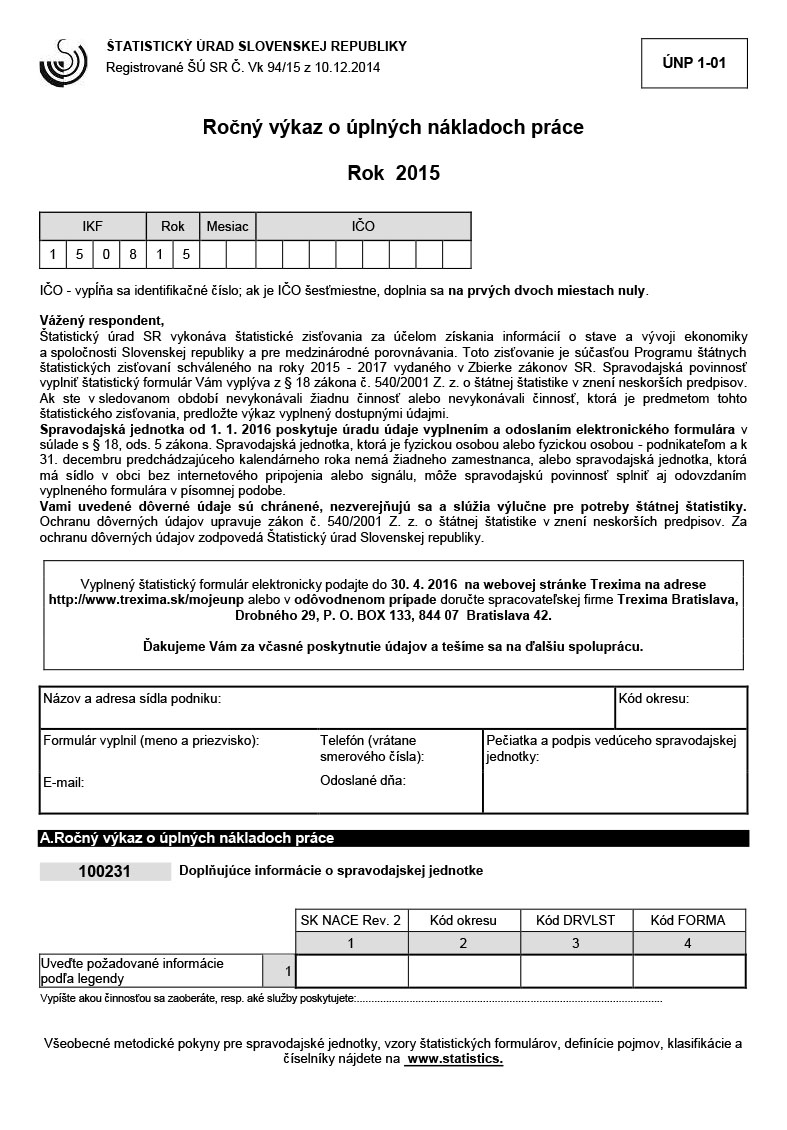 ŠTATISTICKÝ ÚRAD SLOVENSKEJ REPUBLIKY
Registrované ŠÚ SR Č. Vk 94/15 z 10.12.2014
ÚNP 1-01
Ročný výkaz o úplných nákladoch práce
Rok 2015
IKF Rok Mesiac IČO
1 5 0 8 1 5
IČO - vypĺňa sa identifikačné číslo; ak je IČO šesťmiestne, doplnia sa na prvých dvoch miestach nuly.
Vážený respondent,
Štatistický úrad SR vykonáva štatistické zisťovania za účelom získania informácií o stave a vývoji ekonomiky
a spoločnosti Slovenskej republiky a pre medzinárodné porovnávania. Toto zisťovanie je súčasťou Programu štátnych
štatistických zisťovaní schváleného na roky 2015 - 2017 vydaného v Zbierke zákonov SR. Spravodajská povinnosť
vyplniť štatistický formulár Vám vyplýva z § 18 zákona č. 540/2001 Z. z. o štátnej štatistike v znení neskorších predpisov.
Ak ste v sledovanom období nevykonávali žiadnu činnosť alebo nevykonávali činnosť, ktorá je predmetom tohto
štatistického zisťovania, predložte výkaz vyplnený dostupnými údajmi.
Spravodajská jednotka od 1. 1. 2016 poskytuje úradu údaje vyplnením a odoslaním elektronického formulára v
súlade s § 18, ods. 5 zákona. Spravodajská jednotka, ktorá je fyzickou osobou alebo fyzickou osobou - podnikateľom a k
31. decembru predchádzajúceho kalendárneho roka nemá žiadneho zamestnanca, alebo spravodajská jednotka, ktorá
má sídlo v obci bez internetového pripojenia alebo signálu, môže spravodajskú povinnosť splniť aj odovzdaním
vyplneného formulára v písomnej podobe.
Vami uvedené dôverné údaje sú chránené, nezverejňujú sa a slúžia výlučne pre potreby štátnej štatistiky.
Ochranu dôverných údajov upravuje zákon č. 540/2001 Z. z. o štátnej štatistike v znení neskorších predpisov. Za
ochranu dôverných údajov zodpovedá Štatistický úrad Slovenskej republiky.
Vyplnený štatistický formulár elektronicky podajte do 30. 4. 2016 na webovej stránke Trexima na adrese
http://www.trexima.sk/mojeunp alebo v odôvodnenom prípade doručte spracovateľskej firme Trexima Bratislava,
Drobného 29, P. O. BOX 133, 844 07 Bratislava 42.
Ďakujeme Vám za včasné poskytnutie údajov a tešíme sa na ďalšiu spoluprácu.
Názov a adresa sídla podniku: Kód okresu:
Formulár vyplnil (meno a priezvisko): Telefón (vrátane Pečiatka a podpis vedúceho spravodajskej
smerového čísla): jednotky:
E-mail: Odoslané dňa:
A.Ročný výkaz o úplných nákladoch práce
100231 Doplňujúce informácie o spravodajskej jednotke
SK NACE Rev. 2 Kód okresu Kód DRVLST Kód FORMA
1 2 3 4
Uveďte požadované informácie 1
podľa legendy
Vypíšte akou činnosťou sa zaoberáte, resp. aké služby poskytujete:...................................................................................................
Všeobecné metodické pokyny pre spravodajské jednotky, vzory štatistických formulárov, definície pojmov, klasifikácie a
číselníky nájdete na www.statistics.